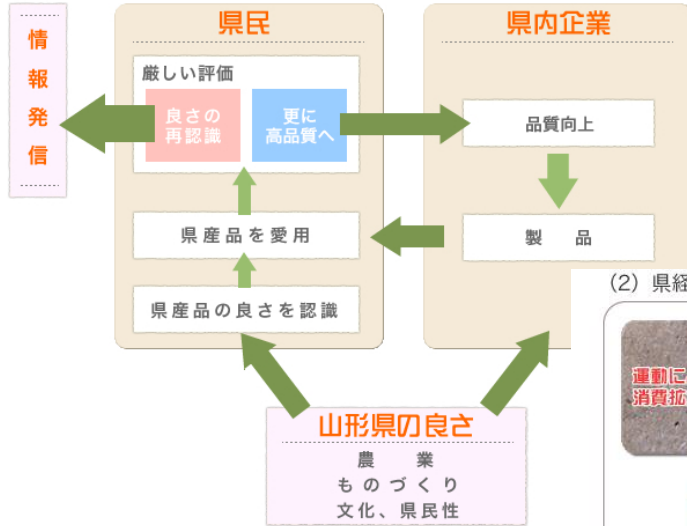 情報発信
県民
厳しい評価
良さの
再認識
更に
高品質へ
県産品を愛用
県産品の良さを認識
県内企業
品質向上
製 品
山形県の良さ
農 業
ものづくり
文化、県民性
(2) 県経
運動に
消費拡